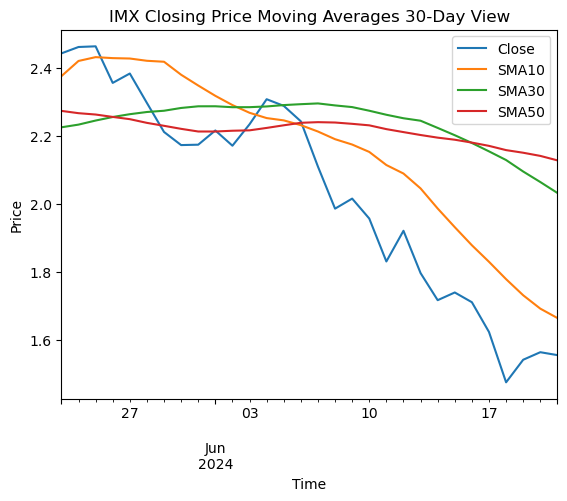 IMX Closing Price Moving Averages 30-Day View
Close
SMA10
SMA30
SMA50
Price
2.4
2.2
2.0
1.8
1.6
27
03
10
17
Jun
2024
Time